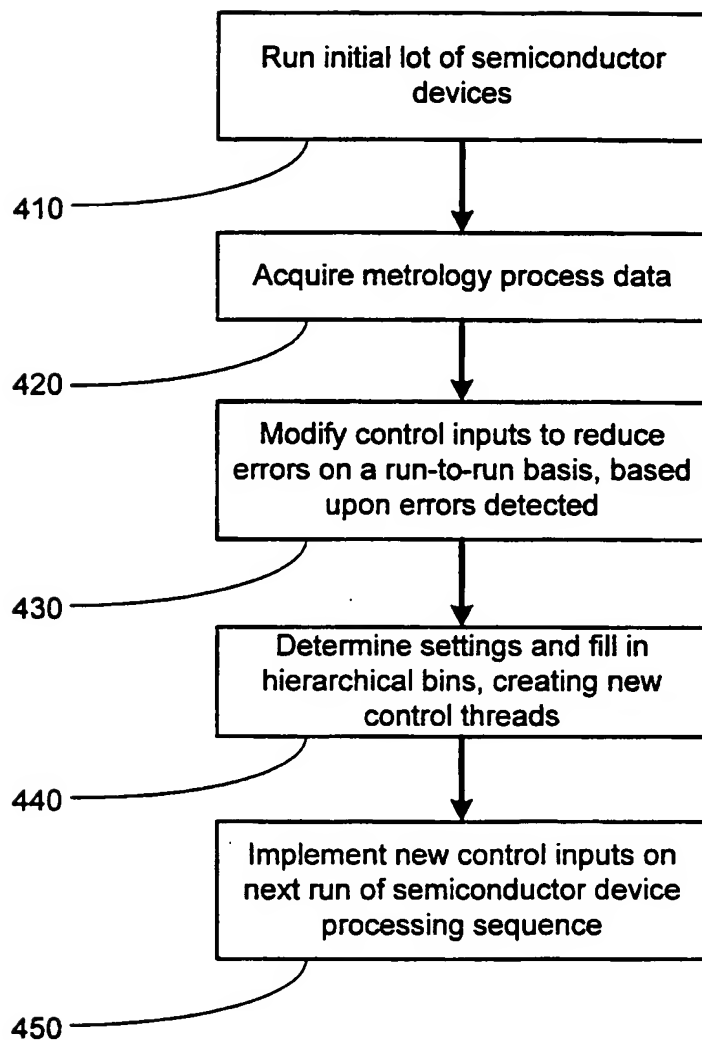 Run initial lot of semiconductor
devices
410
Acquire metrology process data
420
Modify control inputs to reduce
errors on a run-to-run basis, based
upon errors detected
430
Determine settings and fill in
hierarchical bins, creating new
control threads
440
Implement new control inputs on
next run of semiconductor device
processing sequence
450